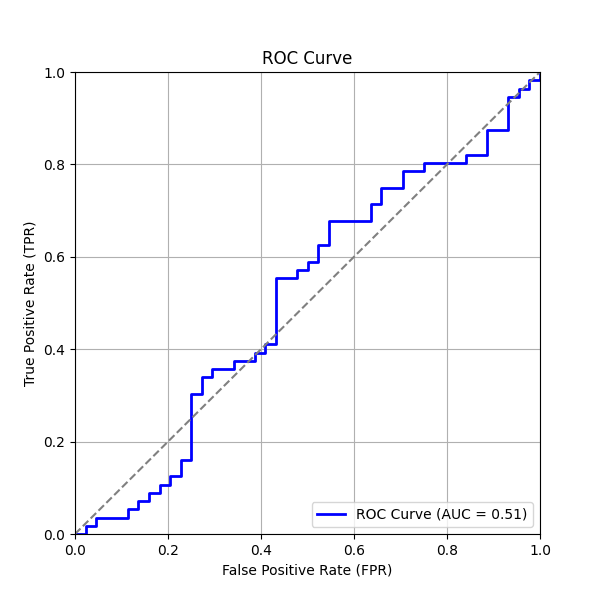 ROC Curve
True Positive Rate (TPR)
1.0
0.8
0.6
0.4
0.2
0.0
ROC Curve (AUC = 0.51)
0.0 0.2 0.4 0.6 0.8 1.0
False Positive Rate (FPR)